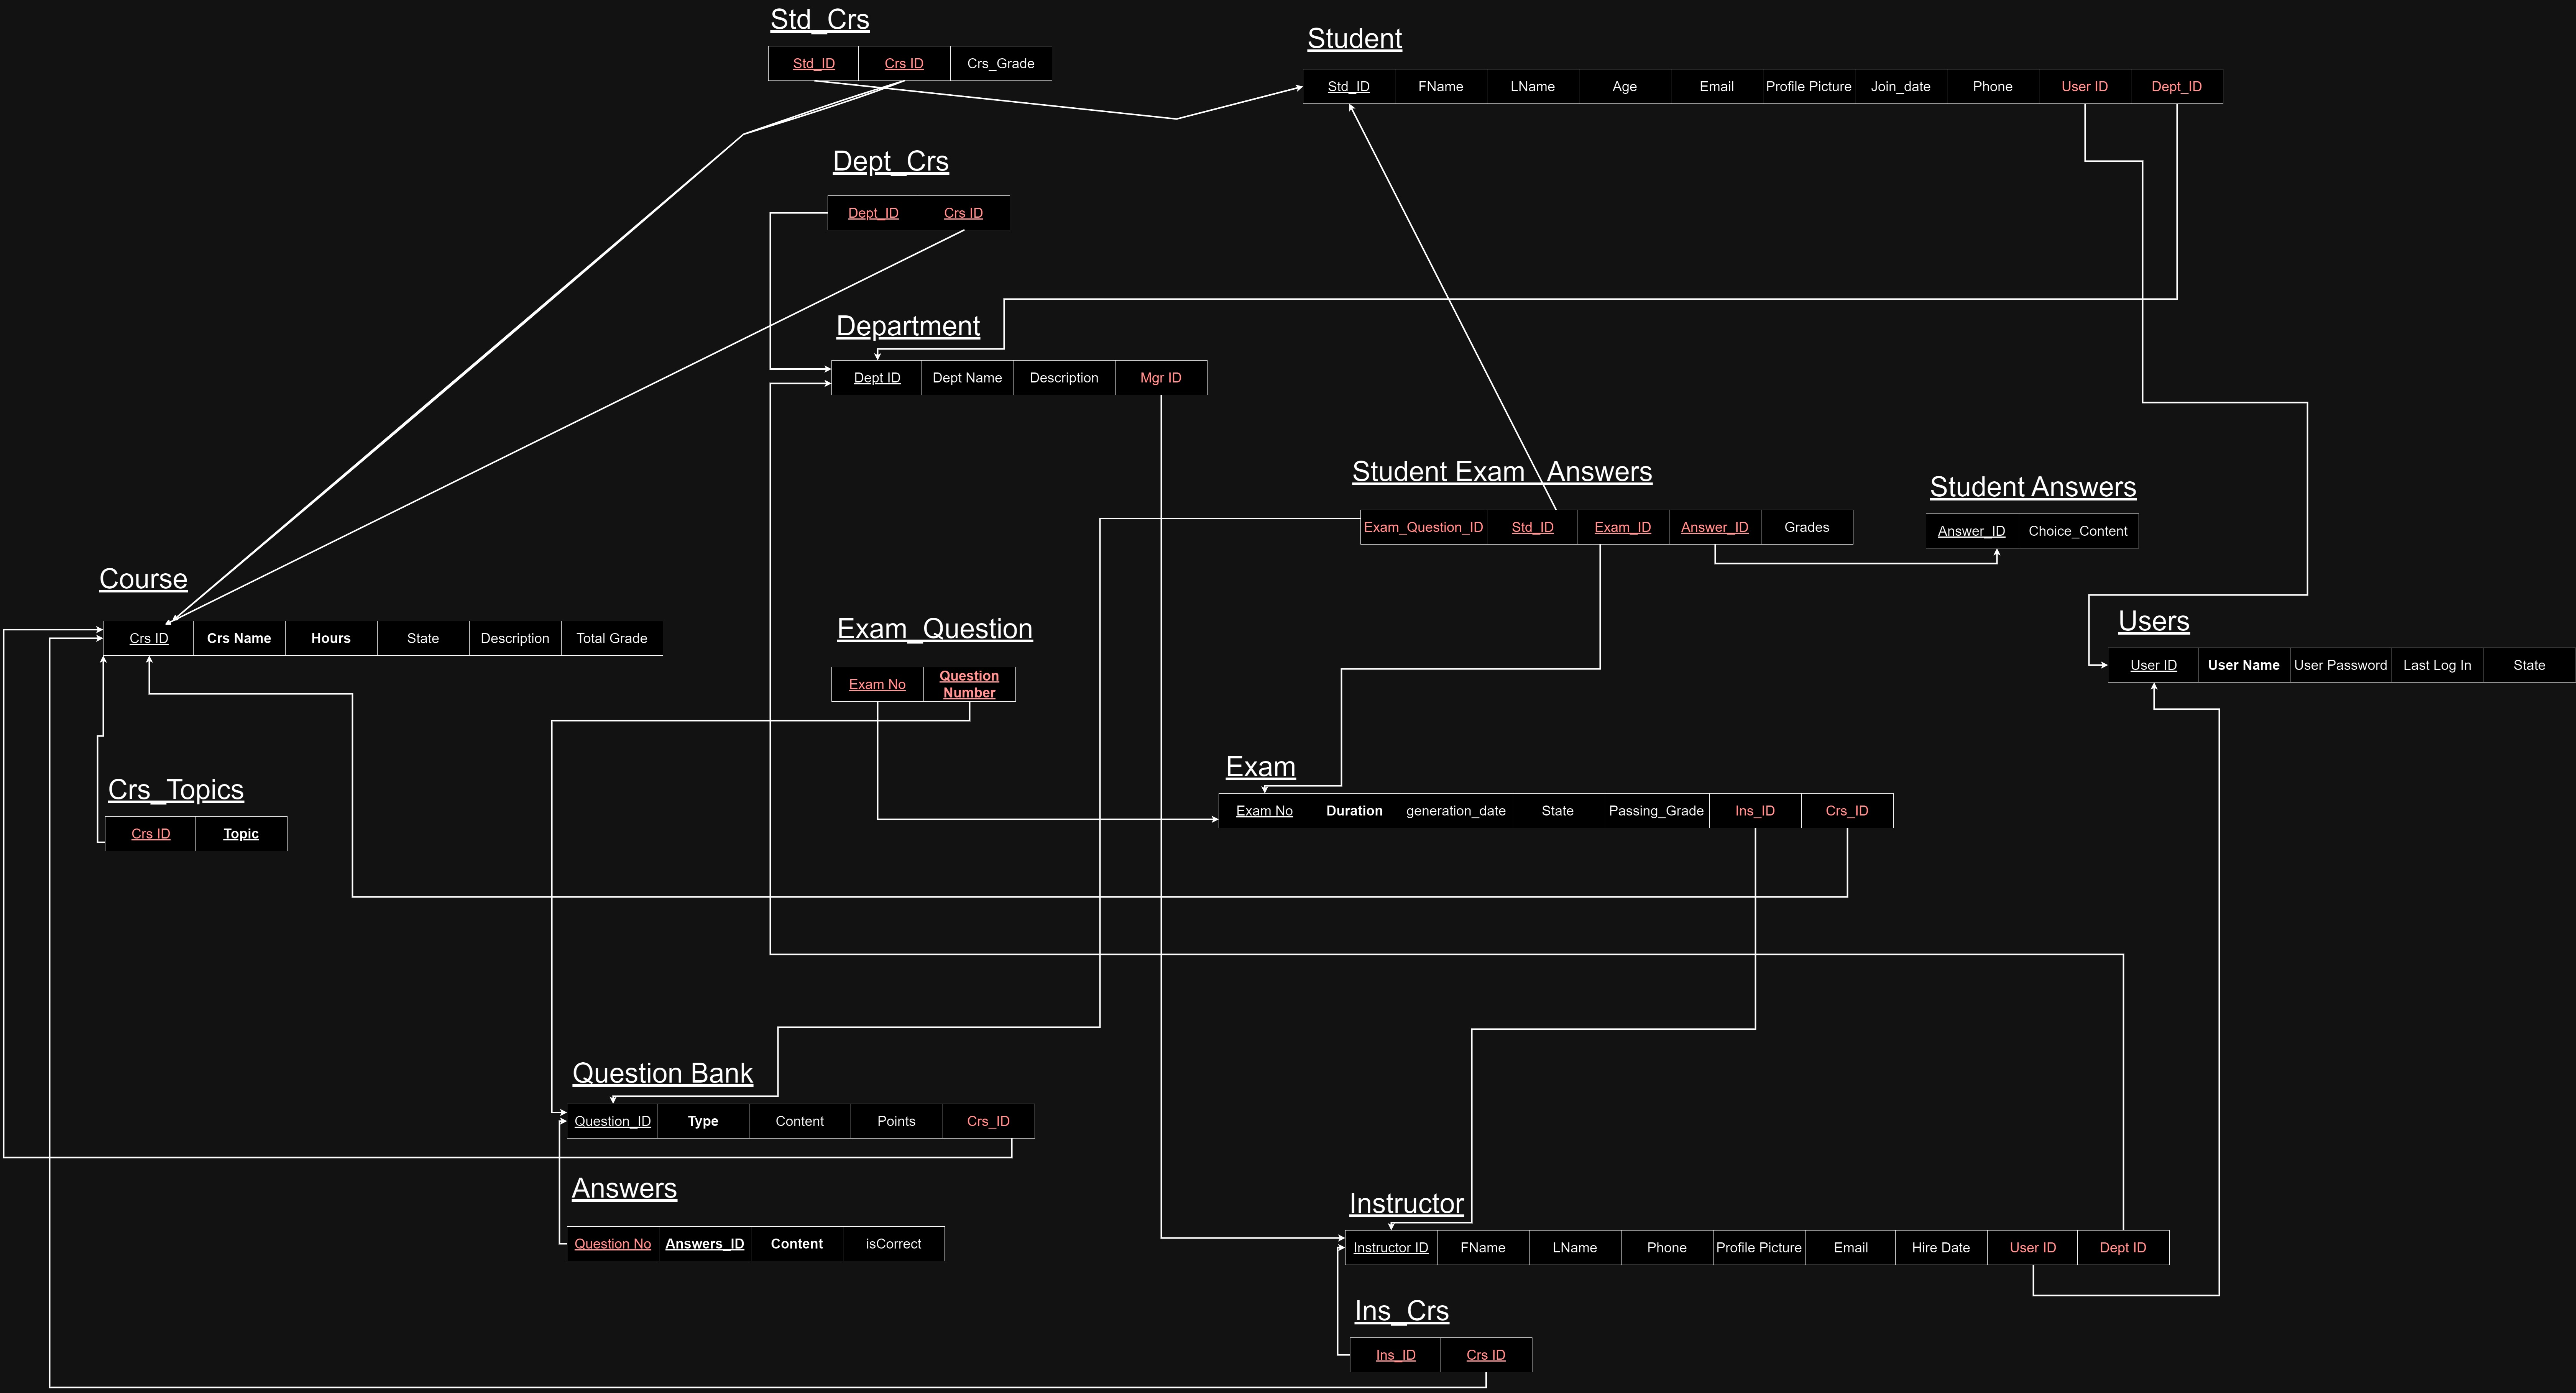 Std_Crs
Std_ID Crs ID Crs_Grade
Student
Std_ID FName LName Age Email Profile Picture Join_date Phone User ID Dept_ID
Dept_Crs
Dept_ID Crs ID
Department
Dept ID Dept Name Description Mgr ID
Student Exam_Answers
Exam_Question_ID Std_ID Exam_ID Answer_ID Grades
Student Answers
Answer_ID Choice_Content
Course
Crs ID Crs Name Hours State Description Total Grade
Exam_Question
Exam No Question
Number
Users
User ID User Name User Password Last Log In State
Crs_Topics
Crs ID Topic
Exam
Exam No Duration generation_date State Passing_Grade Ins_ID Crs_ID
Question Bank
Question_ID Type Content Points Crs_ID
Answers
Question No Answers_ID Content isCorrect
Instructor
Instructor ID FName LName Phone Profile Picture Email Hire Date User ID Dept ID
Ins_Crs
Ins_ID Crs ID